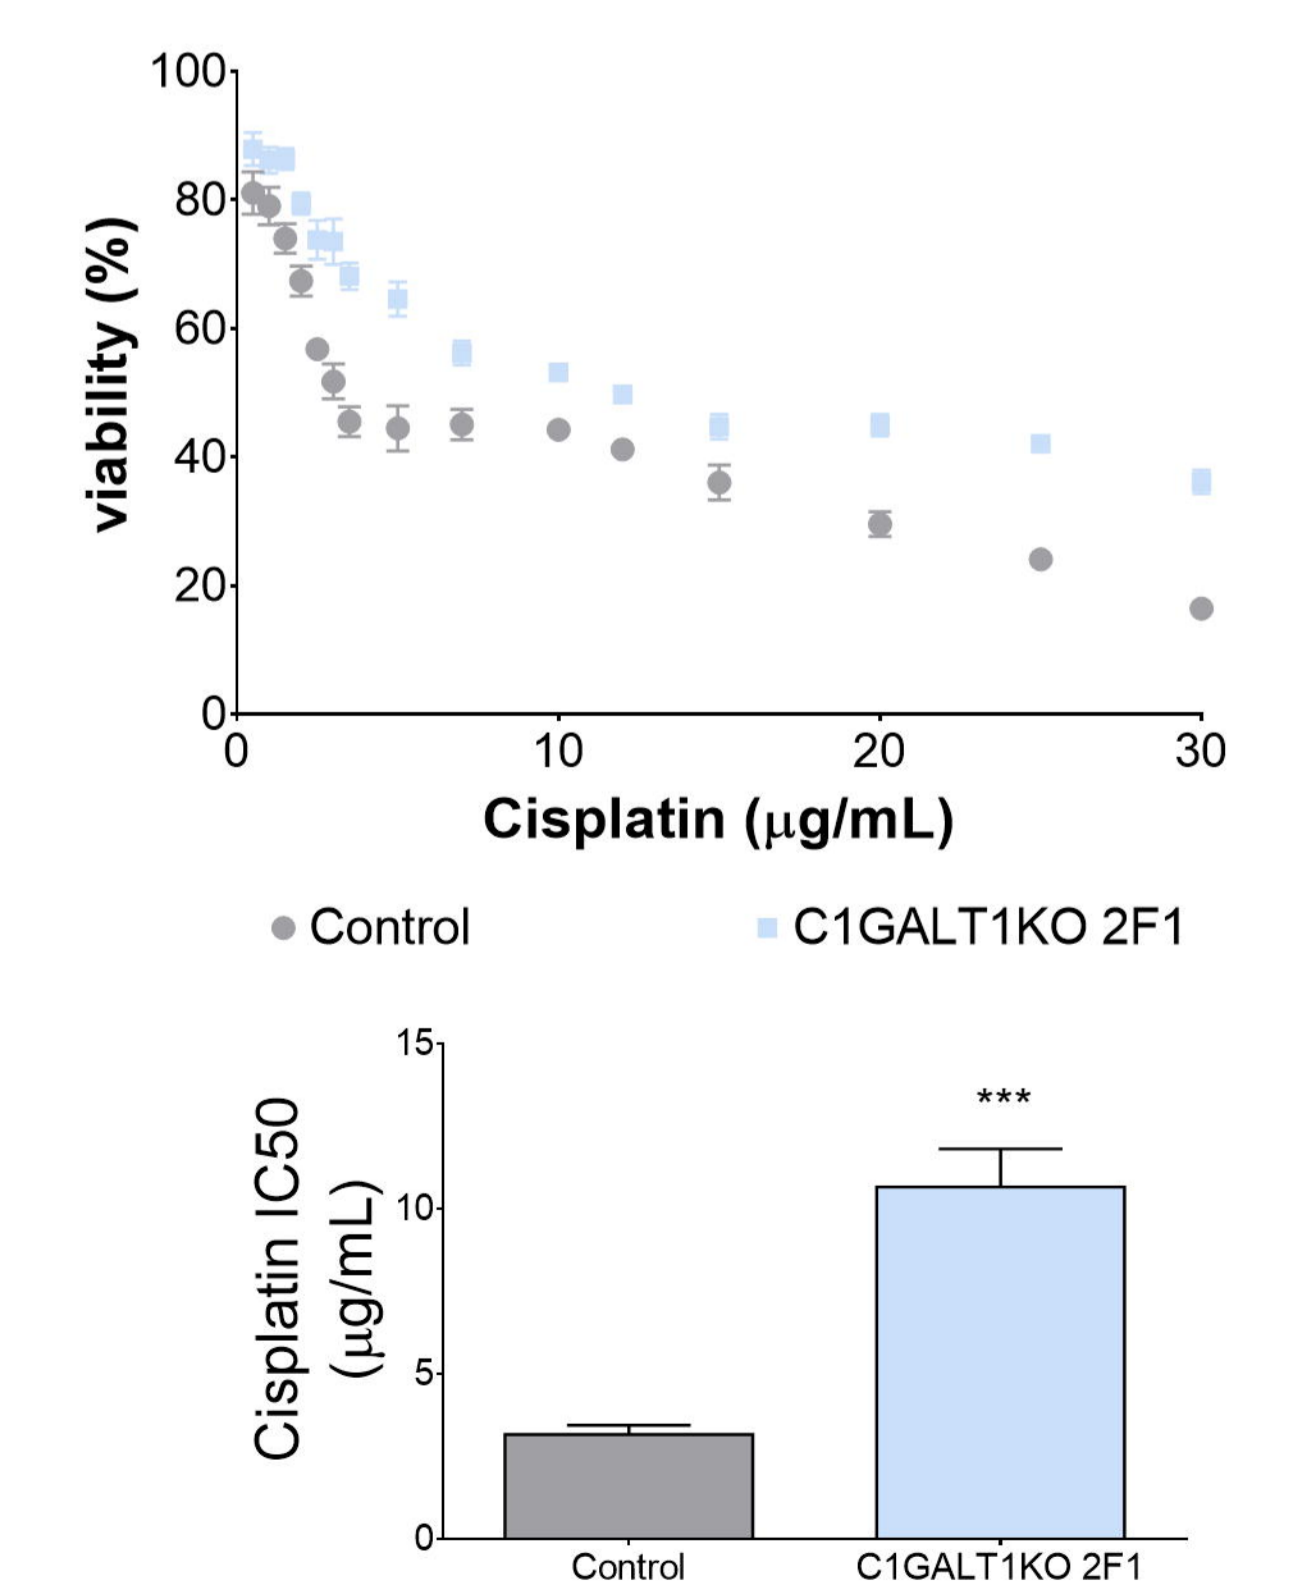 100
80
60
40
20
0
viability (%)
0 10 20 30
Cisplatin (μg/mL)
Control C1GALT1KO 2F1
15
10
5
0
Cisplatin IC50
(μg/mL)
***
Control C1GALT1KO 2F1